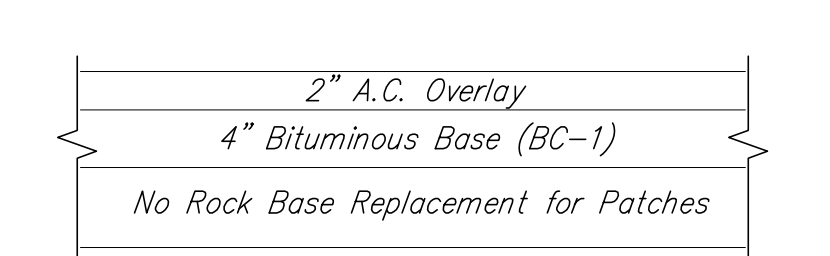 2” A.C. Overlay
4” Bituminous Base (BC-1)
No Rock Base Replacement for Patches